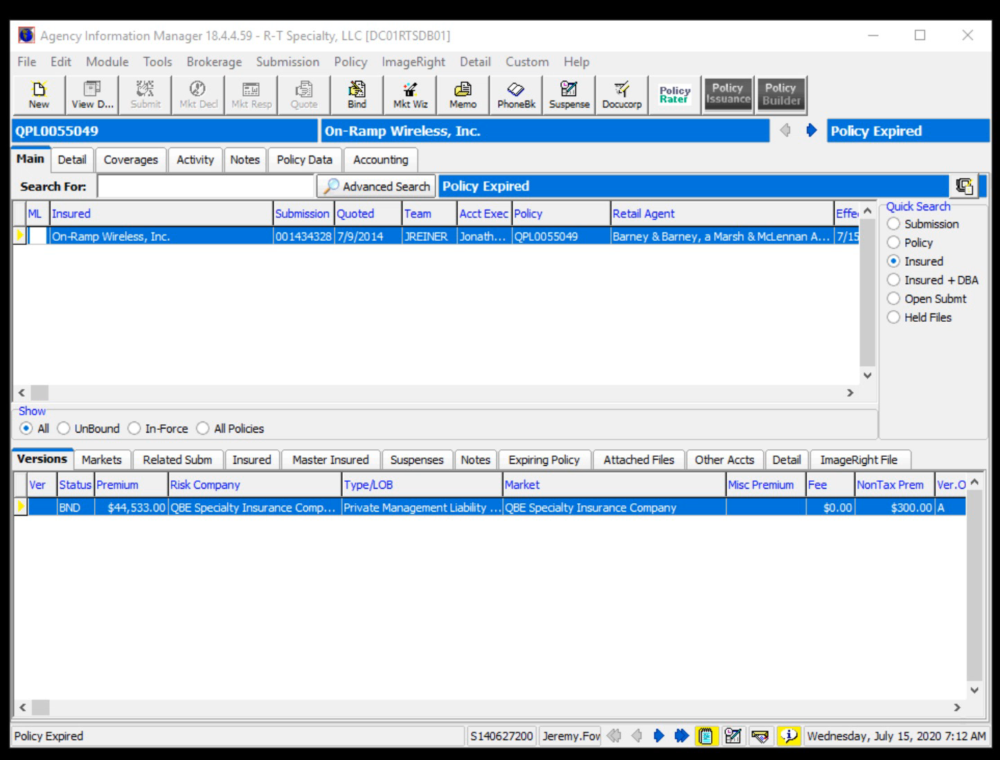 Agency Information Manager 18.4.4.59 - R-T Specialty, LLC [DC01RTSDB01]
File Edit Module Tools Brokerage Submission Policy ImageRight Detail Custom Help
New View D... Submit Mkt Decl Mkt Resp Quote Bind Mkt Wiz Memo PhoneBk Suspense Docucorp Policy Rater Policy Issuance Policy Builder
QPL0055049 On-Ramp Wireless, Inc. Policy Expired
Main Detail Coverages Activity Notes Policy Data Accounting
Search For: Advanced Search Policy Expired
ML Insured Submission Quoted Team Acct Exec Policy Retail Agent Effe
On-Ramp Wireless, Inc. 001434328 7/9/2014 JREINER Jonath... QPL0055049 Barney & Barney, a Marsh & McLennan A... 7/15
Quick Search
Submission
Policy
Insured
Insured + DBA
Open Submt
Held Files
Show
All UnBound In-Force All Policies
Versions Markets Related Subm Insured Master Insured Suspenses Notes Expiring Policy Attached Files Other Accts Detail ImageRight File
Ver Status Premium Risk Company Type/LOB Market Misc Premium Fee NonTax Prem Ver.O
BND $44,533.00 QBE Specialty Insurance Comp... Private Management Liability ... QBE Specialty Insurance Company $0.00 $300.00 A
Policy Expired S140627200 Jeremy.Fow Wednesday, July 15, 2020 7:12 AM